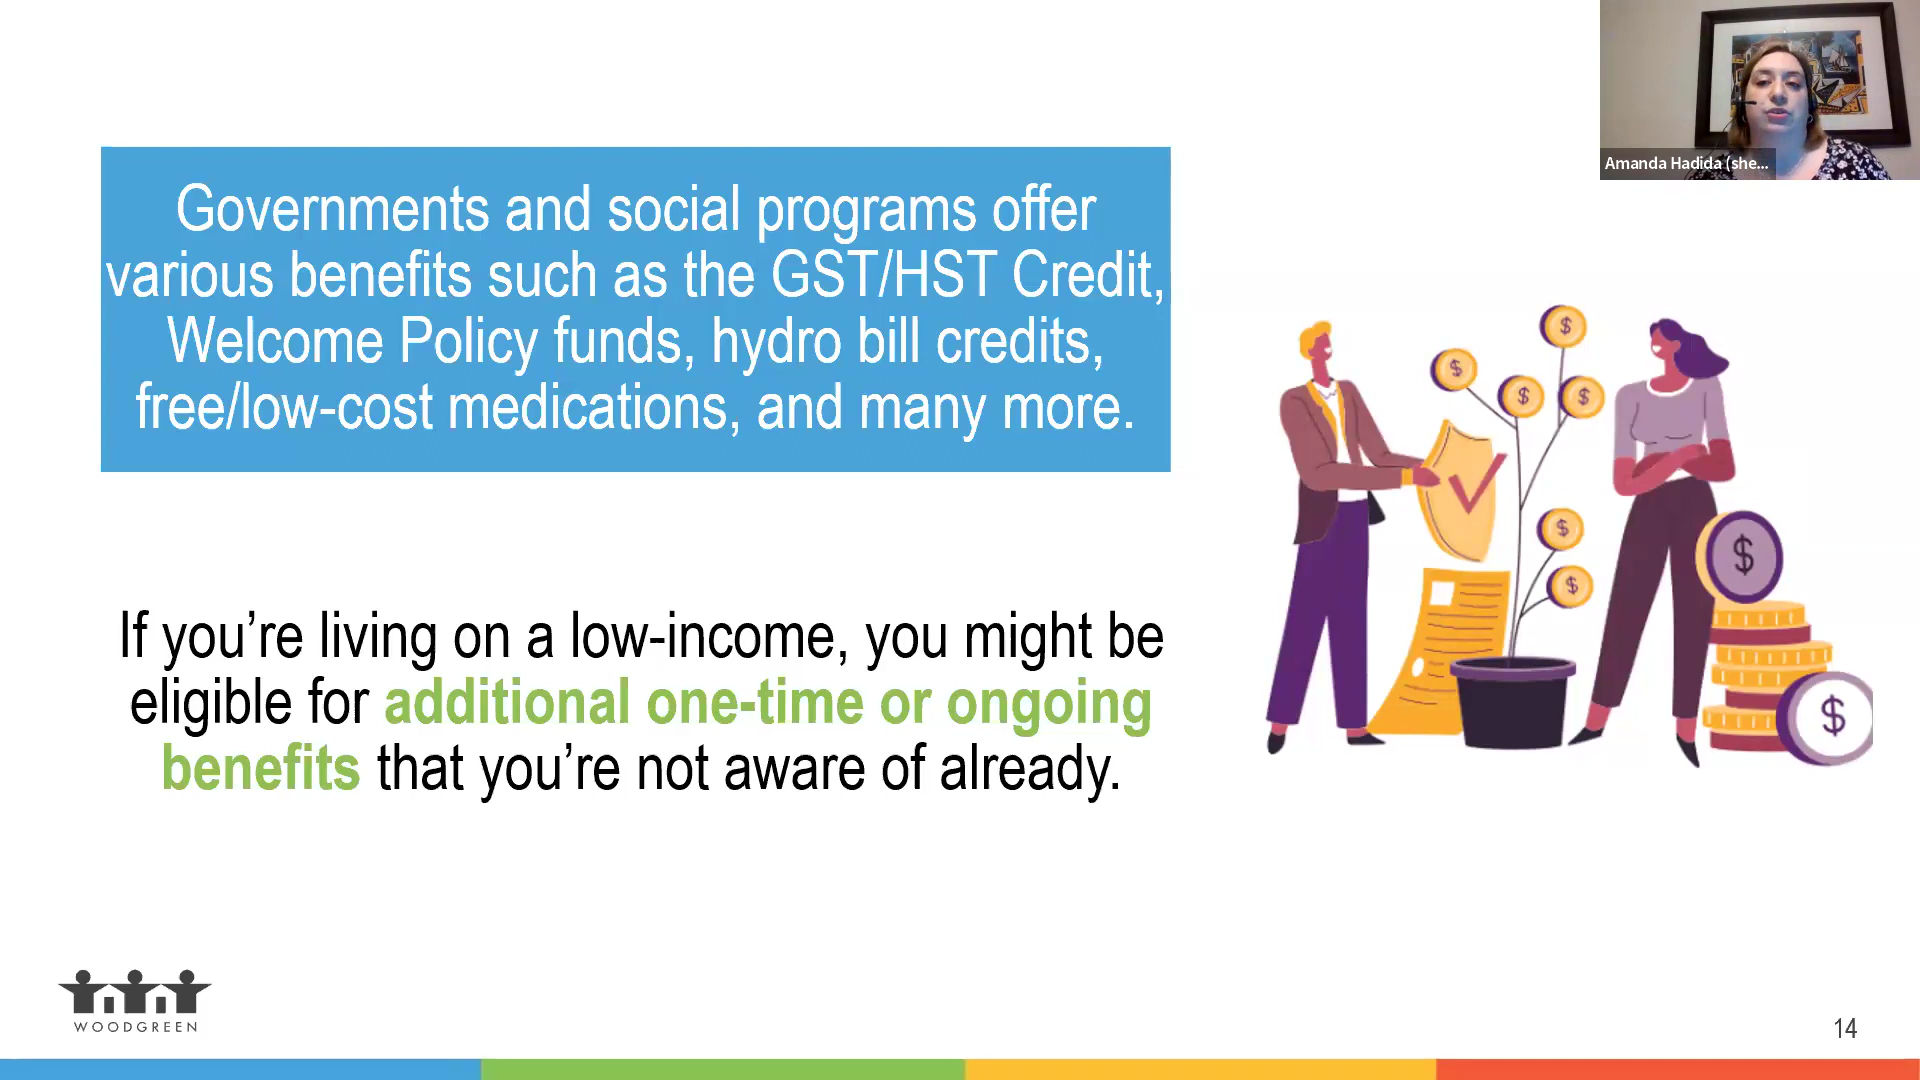 Amanda Hadida (she...
Governments and social programs offer
various benefits such as the GST/HST Credit,
Welcome Policy funds, hydro bill credits,
free/low-cost medications, and many more.
$
$
$
$
$
$
$
$
If you’re living on a low-income, you might be
eligible for additional one-time or ongoing
benefits that you’re not aware of already.
WOODGREEN
14